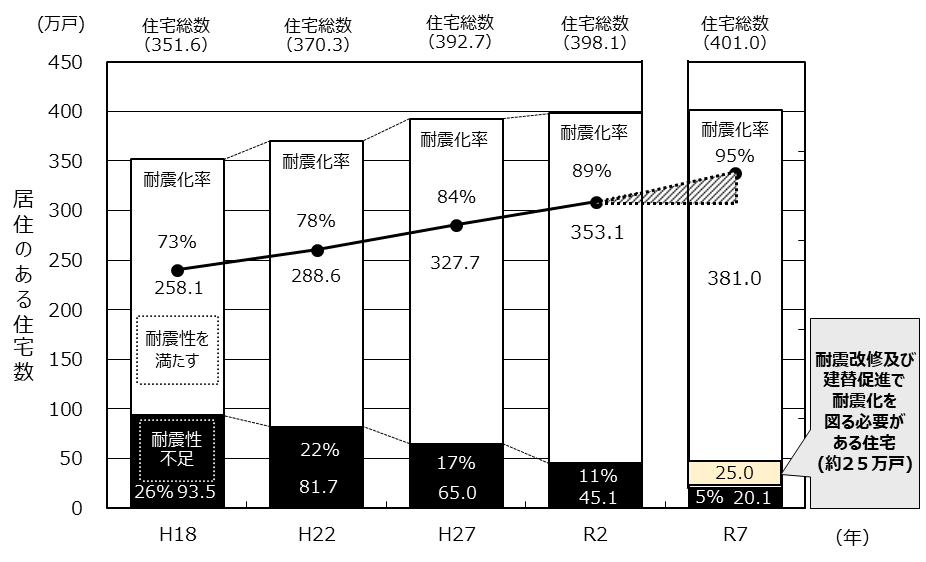 (万戸)
住宅総数
(351.6)
住宅総数
(370.3)
住宅総数
(392.7)
住宅総数
(398.1)
住宅総数
(401.0)
450
400
350
300
250
200
150
100
50
0
居住のある住宅数
耐震化率
73%
258.1
耐震性を
満たす
耐震性
不足
26% 93.5
耐震化率
78%
288.6
22%
81.7
耐震化率
84%
327.7
17%
65.0
耐震化率
89%
353.1
11%
45.1
耐震化率
95%
381.0
25.0
5% 20.1
耐震改修及び
建替促進で
耐震化を
図る必要が
ある住宅
(約25万戸)
H18
H22
H27
R2
R7
(年)